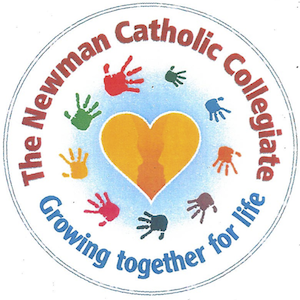 The Newman Catholic Collegiate
Growing together for life